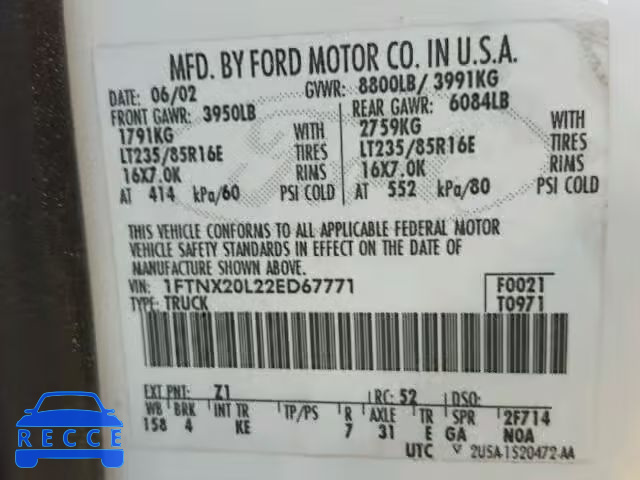 MFD. BY FORD MOTOR CO. IN U.S.A.
DATE: 06/02 GVWR: 8800LB/ 3991KG
FRONT GAWR: 3950LB REAR GAWR: 6084LB
1791KG WITH 2759KG WITH
LT235/85R16E TIRES LT235/85R16E TIRES
16X7.0K RIMS 16X7.0K RIMS
AT 414 kPa/60 PSI COLD AT 552 kPa/80 PSI COLD
THIS VEHICLE CONFORMS TO ALL APPLICABLE FEDERAL MOTOR
VEHICLE SAFETY STANDARDS IN EFFECT ON THE DATE OF
MANUFACTURE SHOWN ABOVE.
VIN: 1FTNX20L22ED67771 F0021
TYPE: TRUCK T0971
EXT PNT: Z1 RC: 52 DSO:
WB BRK INT TR TP/PS R AXLE TR SPR 2F714
158 4 KE 7 31 E GA NOA
UTC ▽ 2U5A-1520472-AA
RECCE